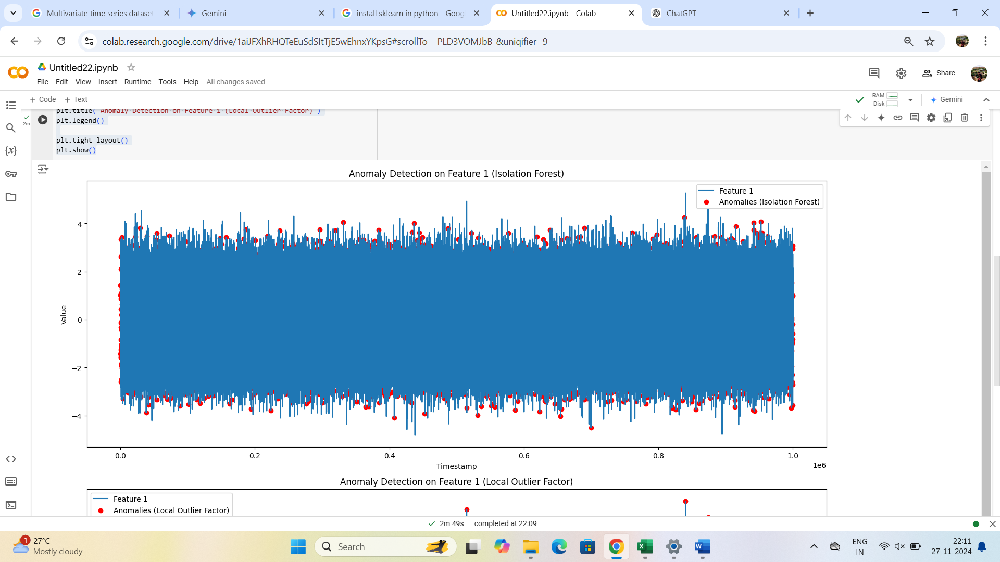 Multivariate time series dataset
Gemini
install sklearn in python - Goog
Untitled22.ipynb - Colab
ChatGPT
colab.research.google.com/drive/1aiJFXhRHQTeEuSdSItTjE5wEhnxYKpsG#scrollTo=-PLD3VOMJbB-&uniqifier=9
Untitled22.ipynb
File Edit View Insert Runtime Tools Help All changes saved
Share
+ Code + Text
RAM
Disk
Gemini
plt.title('Anomaly Detection on Feature 1 (Local Outlier Factor)')
2m
plt.legend()
plt.tight_layout()
plt.show()
Anomaly Detection on Feature 1 (Isolation Forest)
Feature 1
Anomalies (Isolation Forest)
4
2
0
−2
−4
Value
0.0 0.2 0.4 0.6 0.8 1.0
1e6
Timestamp
Anomaly Detection on Feature 1 (Local Outlier Factor)
Feature 1
Anomalies (Local Outlier Factor)
2m 49s completed at 22:09
1
27°C
Mostly cloudy
Search
ENG
IN
22:11
27-11-2024